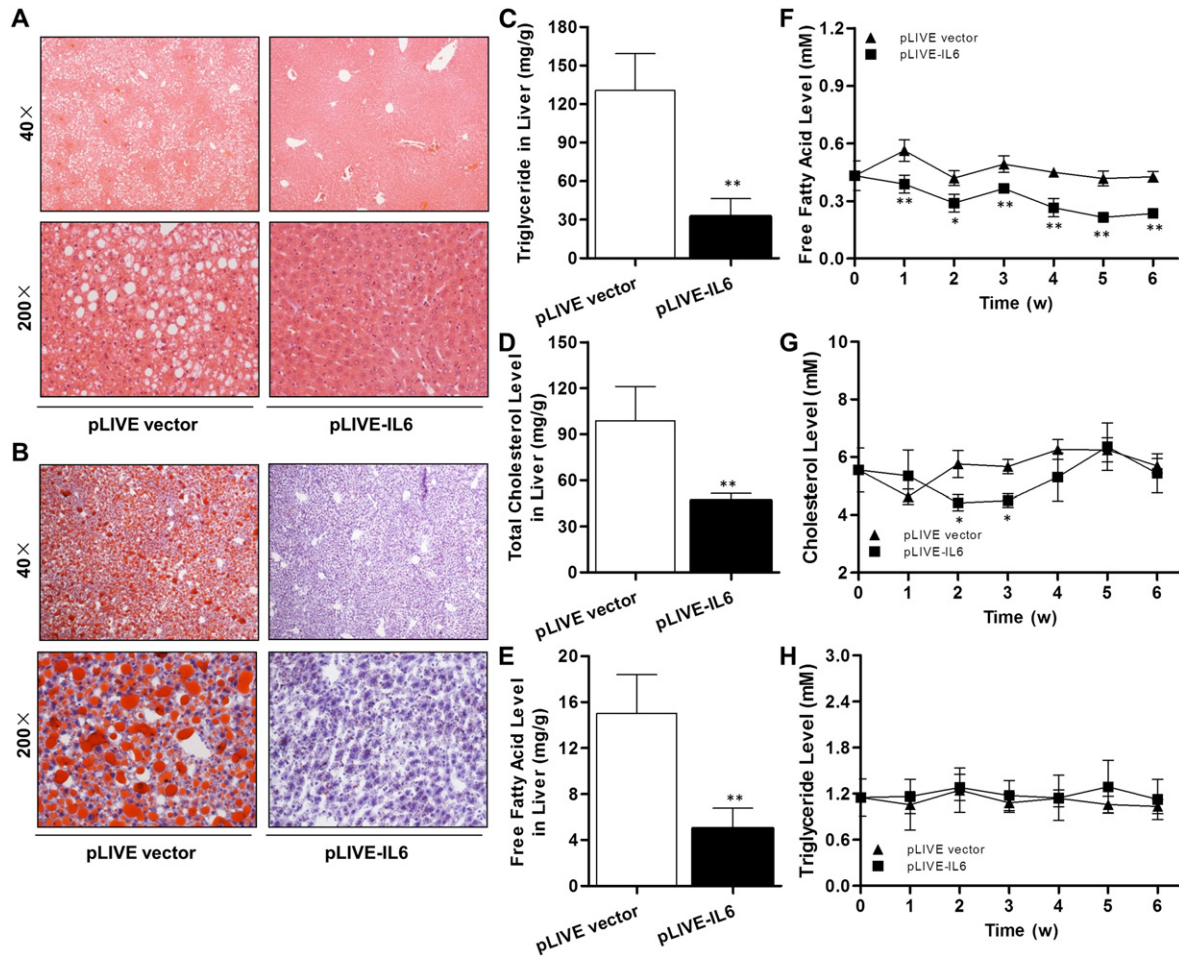 A
40×
200×
pLIVE vector
pLIVE-IL6
B
40×
200×
pLIVE vector
pLIVE-IL6
C
Triglyceride in Liver (mg/g)
180
150
120
90
60
30
0
**
pLIVE vector
pLIVE-IL6
D
Total Cholesterol Level
in Liver (mg/g)
150
120
90
60
30
0
**
pLIVE vector
pLIVE-IL6
E
Free Fatty Acid Level
in Liver (mg/g)
20
16
12
8
4
0
**
pLIVE vector
pLIVE-IL6
F
Free Fatty Acid Level (mM)
1.2
0.9
0.6
0.3
0.0
pLIVE vector
pLIVE-IL6
** * ** ** ** **
0 1 2 3 4 5 6
Time (w)
G
Cholesterol Level (mM)
10
8
6
4
2
* *
pLIVE vector
pLIVE-IL6
0 1 2 3 4 5 6
Time (w)
H
Triglyceride Level (mM)
3.0
2.4
1.8
1.2
0.6
0.0
pLIVE vector
pLIVE-IL6
0 1 2 3 4 5 6
Time (w)